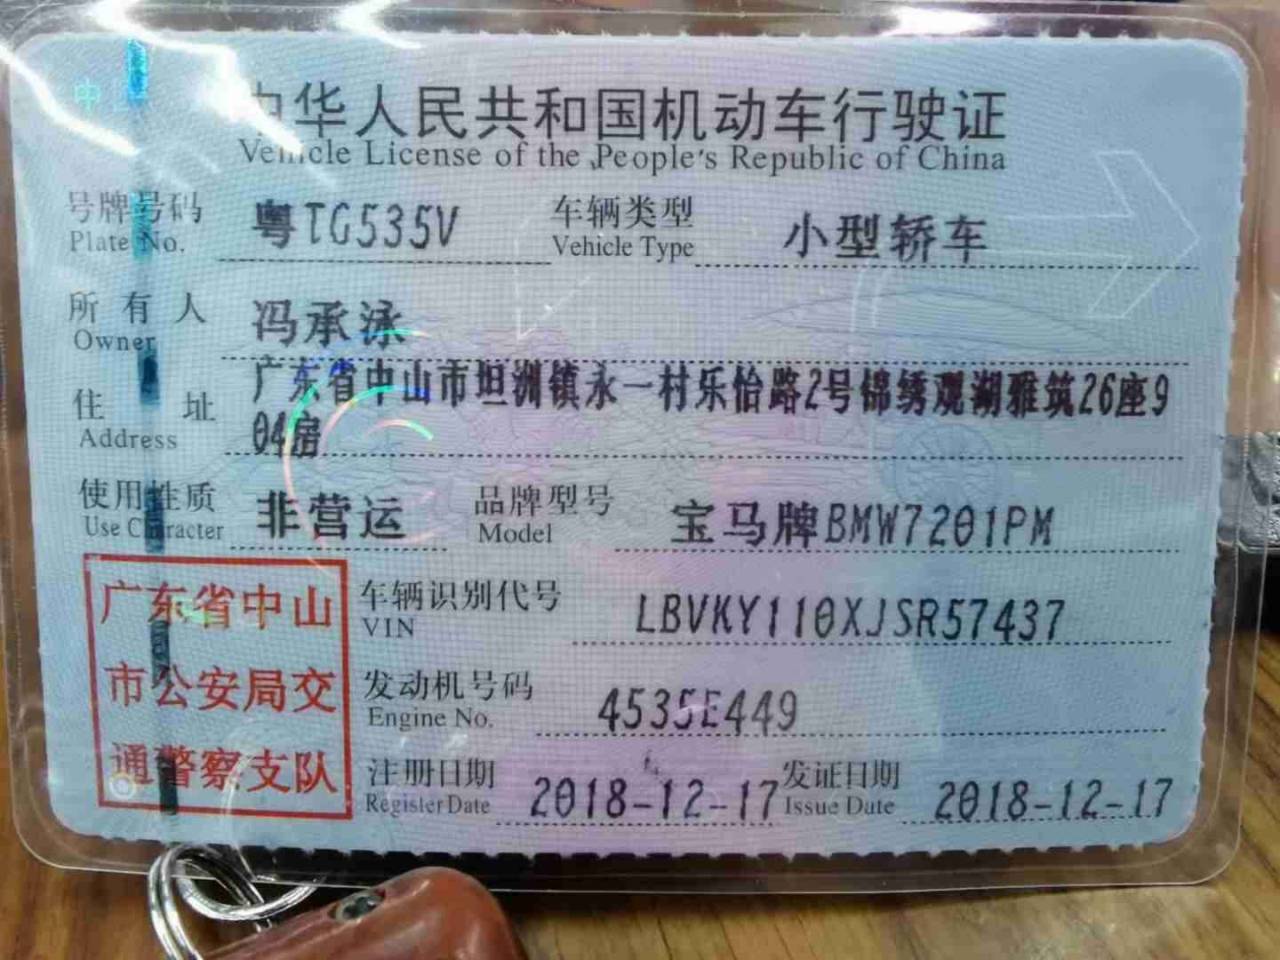 中华人民共和国机动车行驶证
Vehicle License of the People's Republic of China
号牌号码 粤TG535V 车辆类型 小型轿车
Plate No. Vehicle Type
所有人 冯承泳
Owner
住址 广东省中山市坦洲镇永一村乐怡路2号锦绣观湖雅筑26座9
Address 04房
使用性质 非营运 品牌型号 宝马牌BMW7201PM
Use Character Model
广东省中山
市公安局交
通警察支队
车辆识别代号 LBVKY110XJSR57437
VIN
发动机号码 4535E449
Engine No.
注册日期 2018-12-17 发证日期 2018-12-17
Register Date Issue Date